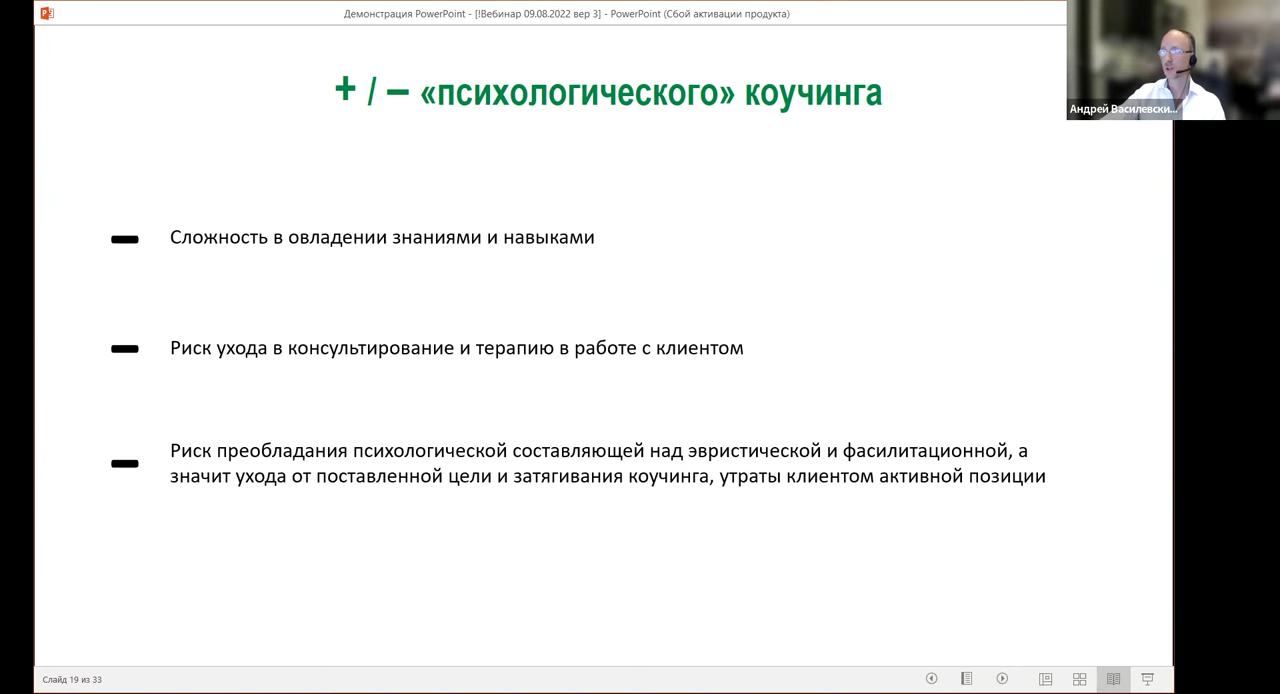 Демонстрация PowerPoint - [!Вебинар 09.08.2022 вер 3] - PowerPoint (Сбой активации продукта)
Андрей Василевски...
+ / – «психологического» коучинга
Сложность в овладении знаниями и навыками
Риск ухода в консультирование и терапию в работе с клиентом
Риск преобладания психологической составляющей над эвристической и фасилитационной, а
значит ухода от поставленной цели и затягивания коучинга, утраты клиентом активной позиции
Слайд 19 из 33